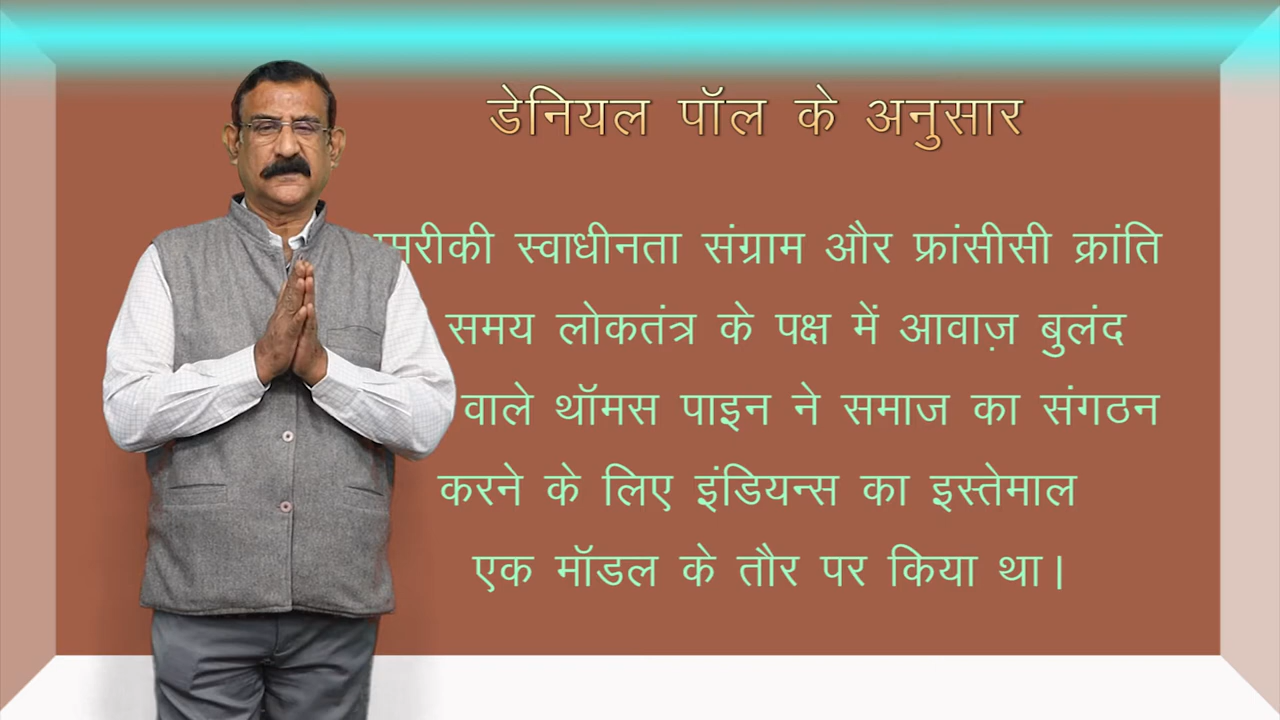 डेनियल पॉल के अनुसार
स्वाधीनता संग्राम और फ्रांसीसी क्रांति
समय लोकतंत्र के पक्ष में आवाज़ बुलंद
वाले थॉमस पाइन ने समाज का संगठन
करने के लिए इंडियन्स का इस्तेमाल
एक मॉडल के तौर पर किया था।